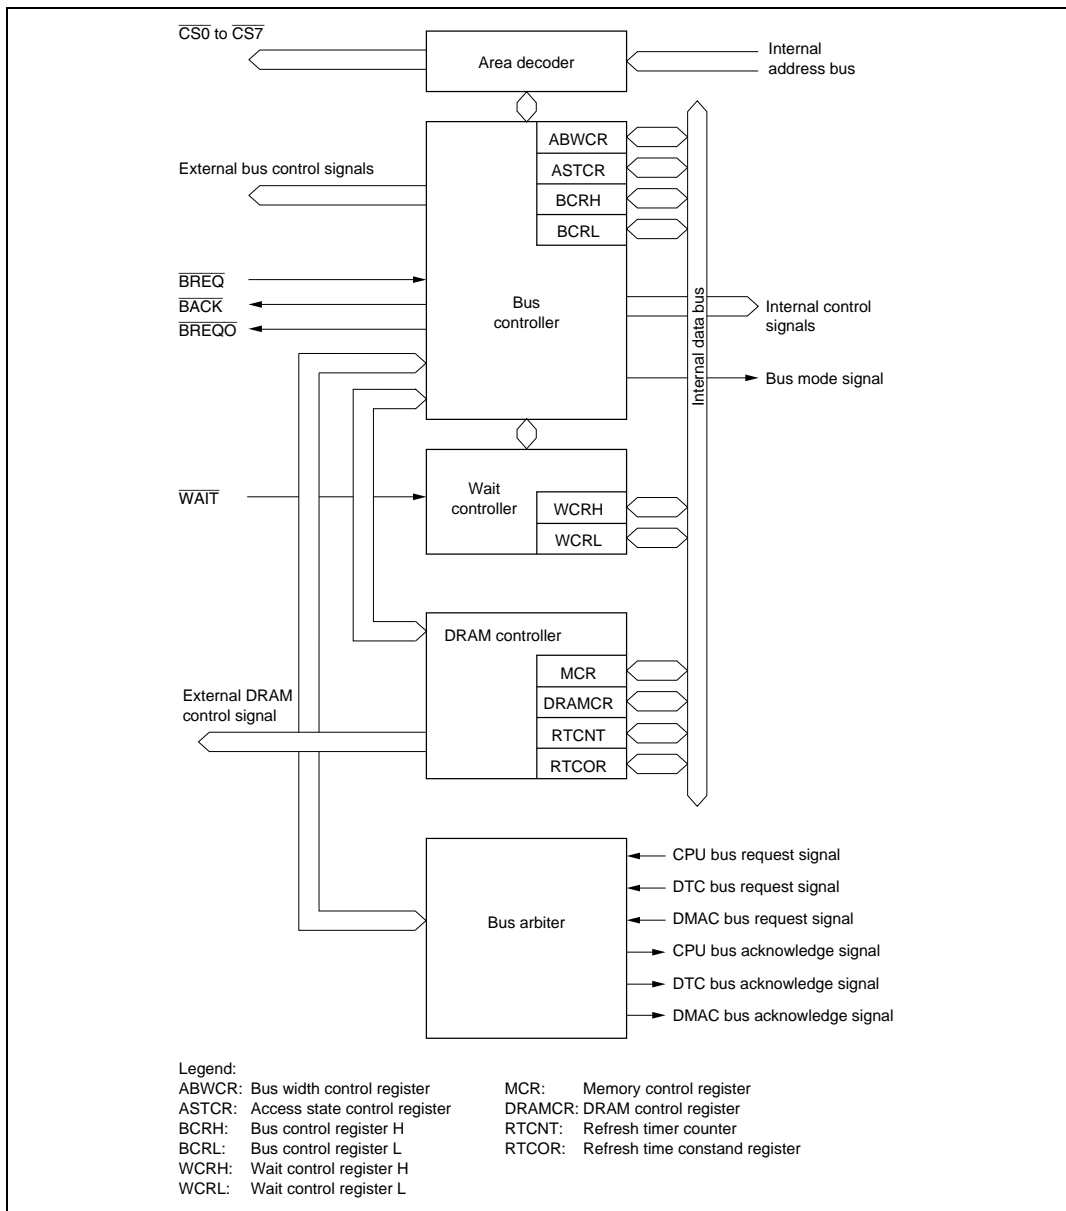 CS0 to CS7
Area decoder
Internal
address bus
ABWCR
ASTCR
BCRH
BCRL
External bus control signals
BREQ
BACK
BREQO
Bus
controller
Internal data bus
Internal control
signals
Bus mode signal
WAIT
Wait
controller
WCRH
WCRL
DRAM controller
MCR
DRAMCR
RTCNT
RTCOR
External DRAM
control signal
Bus arbiter
CPU bus request signal
DTC bus request signal
DMAC bus request signal
CPU bus acknowledge signal
DTC bus acknowledge signal
DMAC bus acknowledge signal
Legend:
ABWCR: Bus width control register
ASTCR: Access state control register
BCRH: Bus control register H
BCRL: Bus control register L
WCRH: Wait control register H
WCRL: Wait control register L
MCR: Memory control register
DRAMCR: DRAM control register
RTCNT: Refresh timer counter
RTCOR: Refresh time constand register